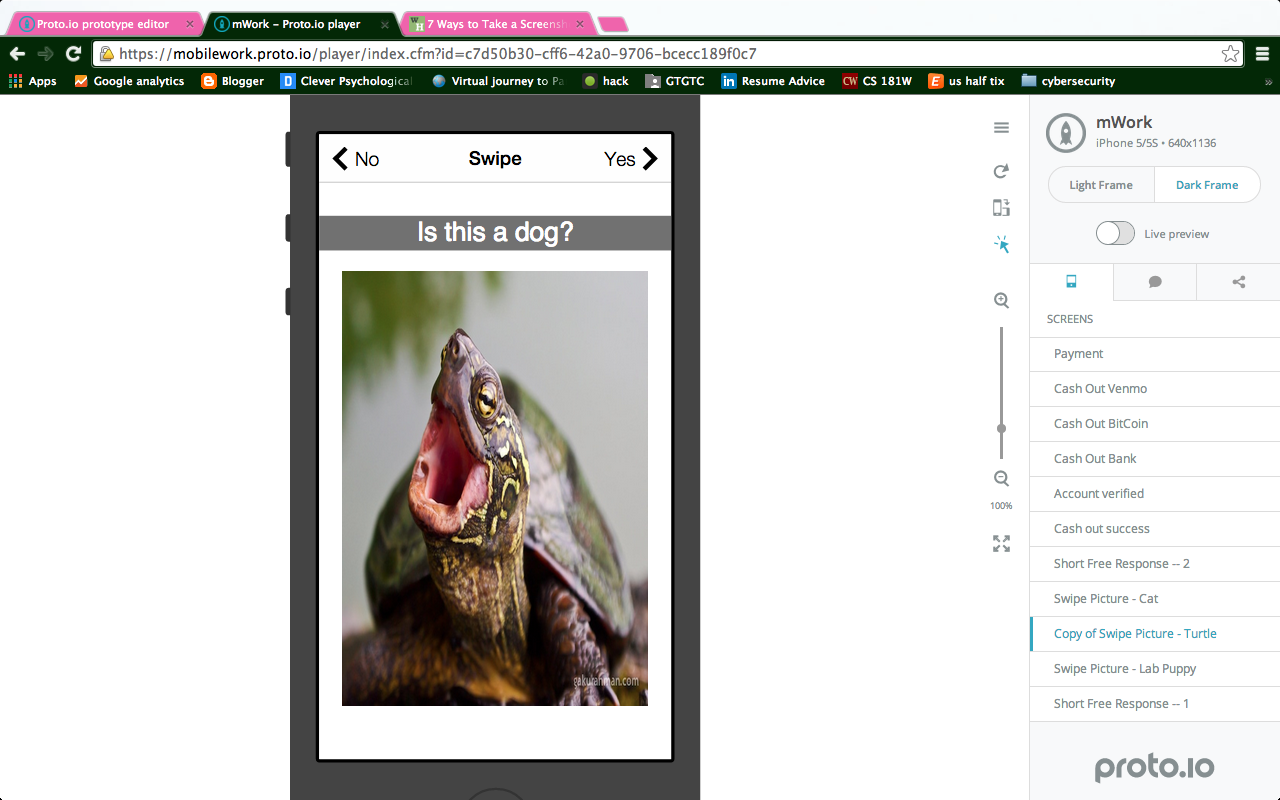 Proto.io prototype editor
mWork – Proto.io player
7 Ways to Take a Screensh
https://mobilework.proto.io/player/index.cfm?id=c7d50b30-cff6-42a0-9706-bcecc189f0c7
Apps Google analytics Blogger Clever Psychological Virtual journey to Pa hack GTGTC Resume Advice CS 181W us half tix cybersecurity »
No Swipe Yes
Is this a dog?
gakuranman.com
100%
mWork
iPhone 5/5S • 640x1136
Light Frame Dark Frame
Live preview
SCREENS
Payment
Cash Out Venmo
Cash Out BitCoin
Cash Out Bank
Account verified
Cash out success
Short Free Response -- 2
Swipe Picture - Cat
Copy of Swipe Picture - Turtle
Swipe Picture - Lab Puppy
Short Free Response -- 1
proto.io